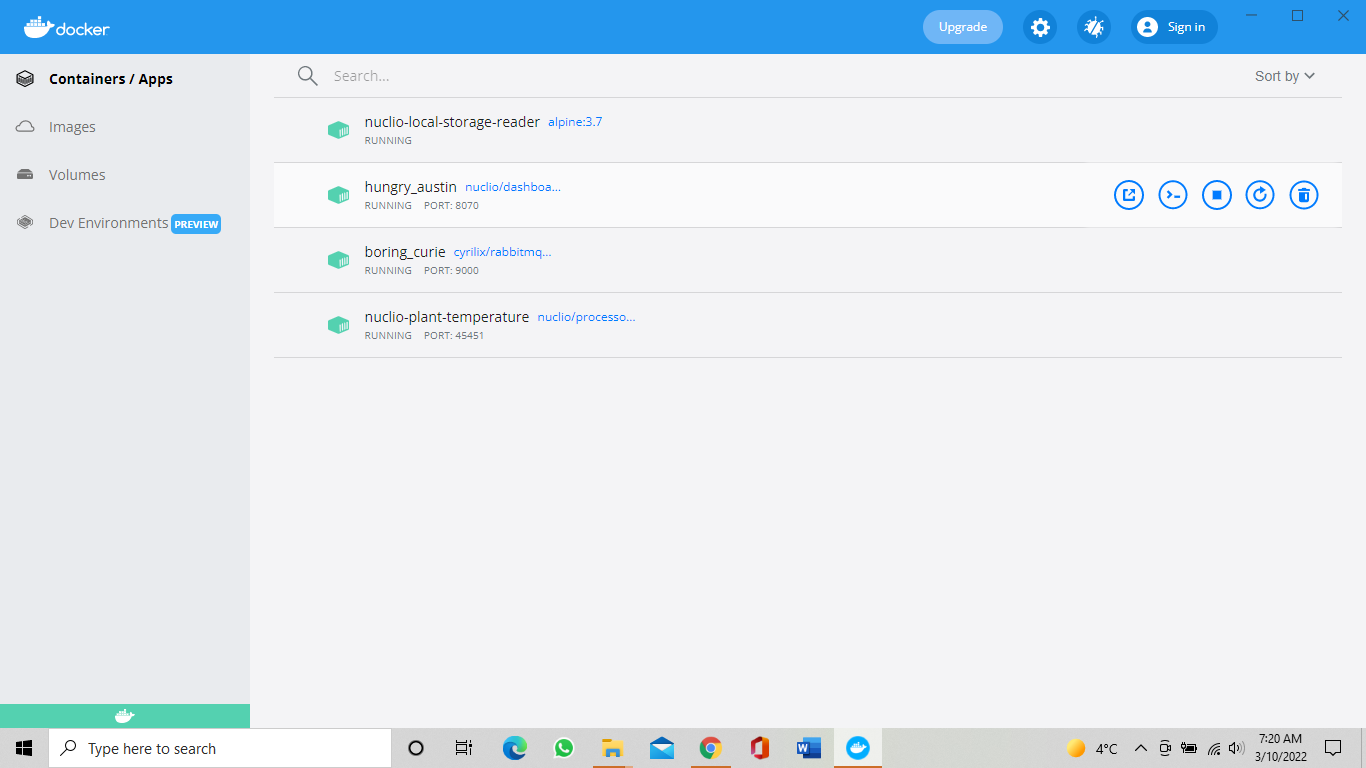 docker
Upgrade
Sign in
Containers / Apps
Images
Volumes
Dev Environments PREVIEW
Search...
Sort by
nuclio-local-storage-reader alpine:3.7
RUNNING
hungry_austin nuclio/dashboa...
RUNNING PORT: 8070
boring_curie cyrilix/rabbitmq...
RUNNING PORT: 9000
nuclio-plant-temperature nuclio/processo...
RUNNING PORT: 45451
Type here to search
4°C
7:20 AM
3/10/2022